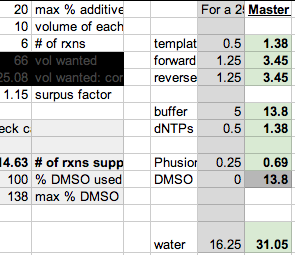 20 max % additive For a 25 Master
10 volume of each
6 # of rxns templat 0.5 1.38
66 vol wanted forward 1.25 3.45
25.08 vol wanted: cor reverse 1.25 3.45
1.15 surpus factor
buffer 5 13.8
eck c dNTPs 0.5 1.38
14.63 # of rxns supp Phusion 0.25 0.69
100 % DMSO used DMSO 0 13.8
138 max % DMSO
water 16.25 31.05